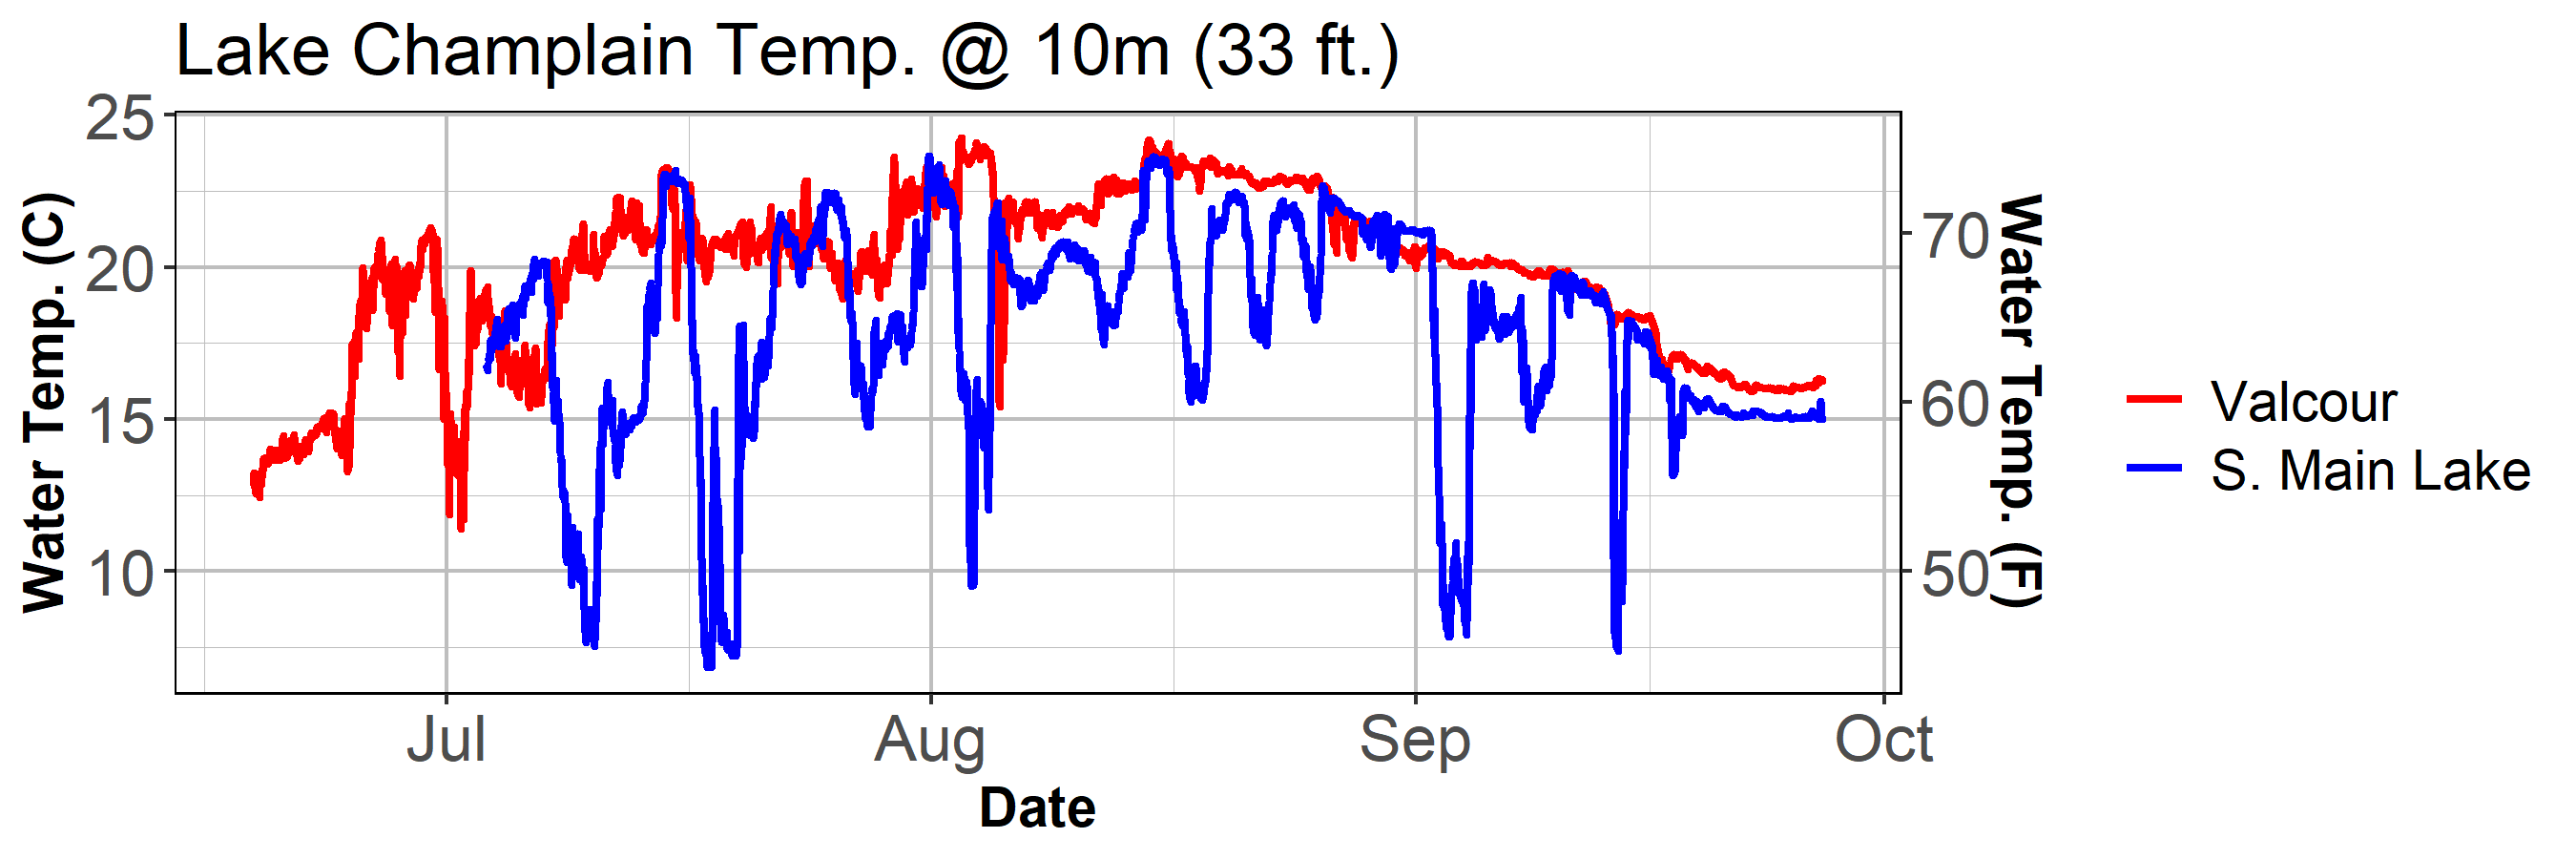 Lake Champlain Temp. @ 10m (33 ft.)
25
20
15
10
Water Temp. (C)
70
60
50
Water Temp. (F)
Jul
Aug
Sep
Oct
Date
Valcour
S. Main Lake